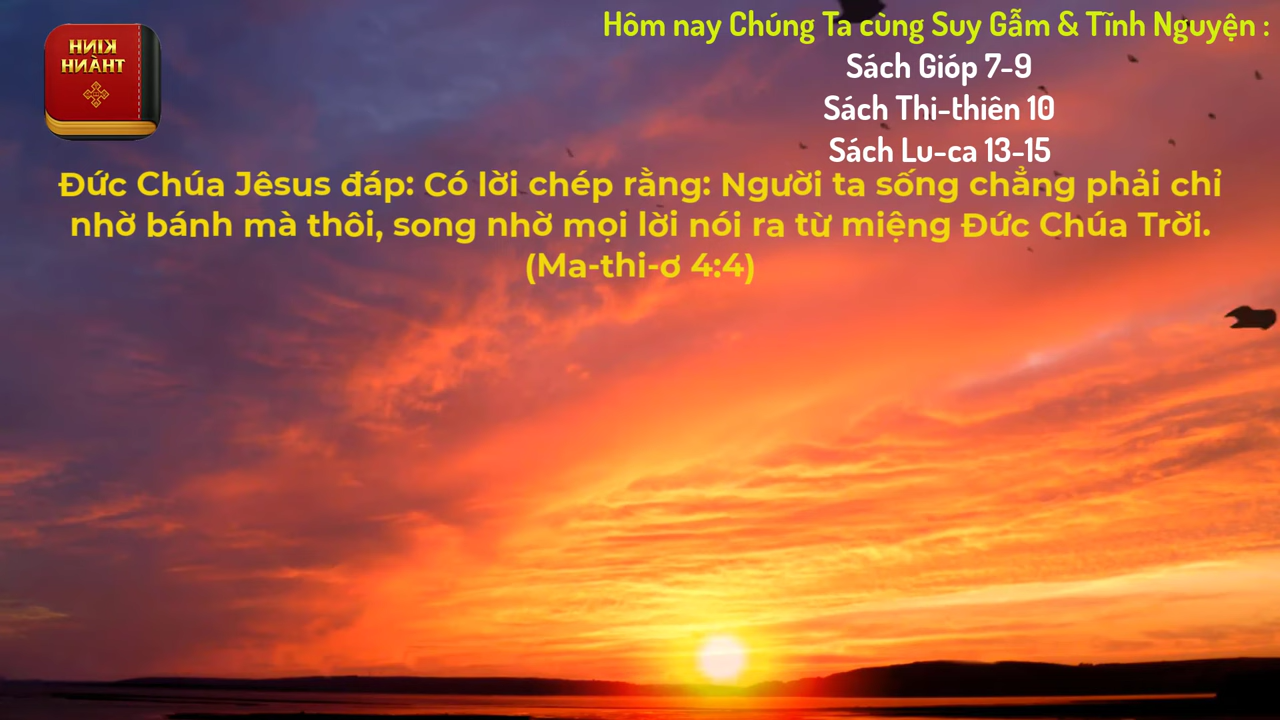 KINH
THÀNH
Hôm nay Chúng Ta cùng Suy Gẫm & Tĩnh Nguyện :
Sách Gióp 7-9
Sách Thi-thiên 10
Sách Lu-ca 13-15
Đức Chúa Jêsus đáp: Có lời chép rằng: Người ta sống chẳng phải chỉ
nhờ bánh mà thôi, song nhờ mọi lời nói ra từ miệng Đức Chúa Trời.
(Ma-thi-ơ 4:4)